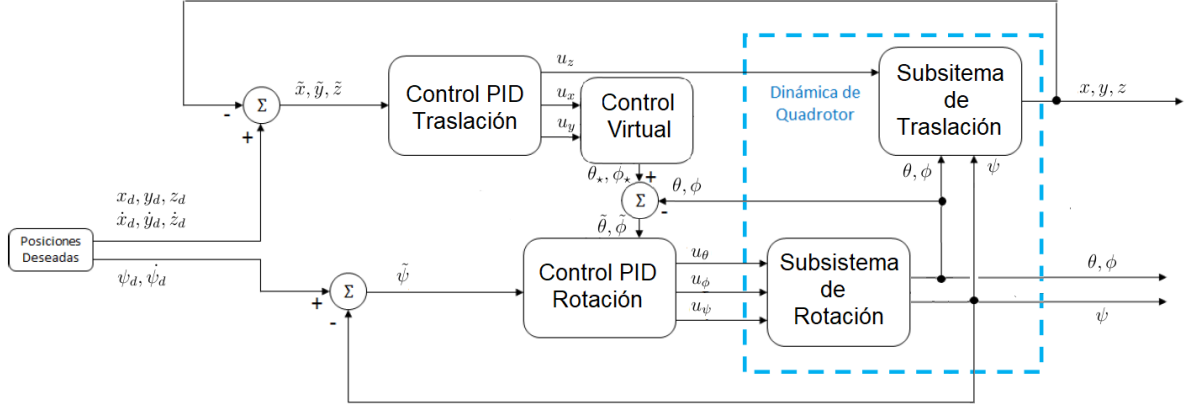 x̃, ỹ, z̃
Σ
-
+
Control PID
Traslación
u_z
u_x
u_y
Control
Virtual
Dinámica de
Quadrotor
Subsitema
de
Traslación
x, y, z
θ⋆, ϕ⋆
+
Σ
-
θ, ϕ
θ, ϕ
ψ
θ̃, ϕ̃
x_d, y_d, z_d
ẋ_d, ẏ_d, ż_d
Posiciones
Deseadas
ψ_d, ψ̇_d
+
Σ
-
ψ̃
Control PID
Rotación
u_θ
u_ϕ
u_ψ
Subsistema
de
Rotación
θ, ϕ
ψ